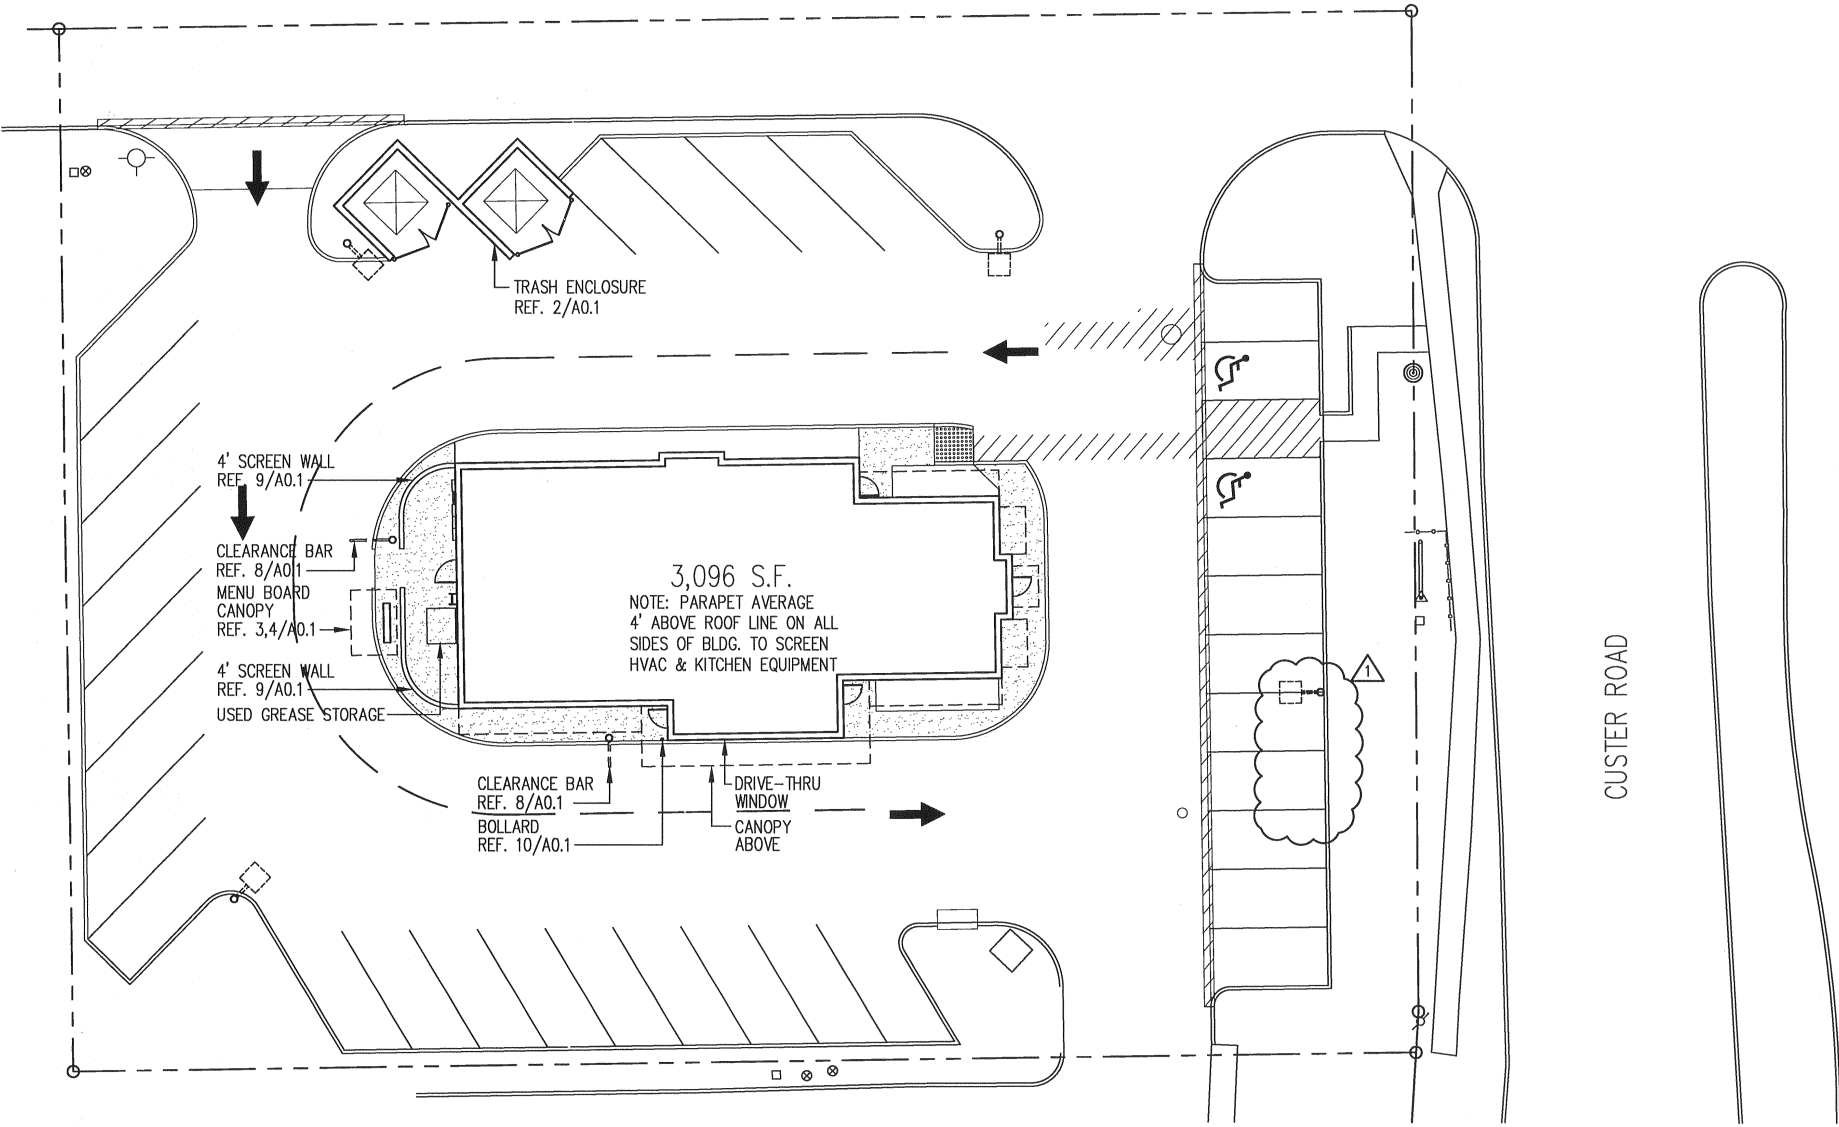 TRASH ENCLOSURE
REF. 2/A0.1
4' SCREEN WALL
REF. 9/A0.1
CLEARANCE BAR
REF. 8/A0.1
MENU BOARD
CANOPY
REF. 3,4/A0.1
4' SCREEN WALL
REF. 9/A0.1
USED GREASE STORAGE
3,096 S.F.
NOTE: PARAPET AVERAGE
4' ABOVE ROOF LINE ON ALL
SIDES OF BLDG. TO SCREEN
HVAC & KITCHEN EQUIPMENT
CLEARANCE BAR
REF. 8/A0.1
BOLLARD
REF. 10/A0.1
DRIVE-THRU
WINDOW
CANOPY
ABOVE
1
CUSTER ROAD